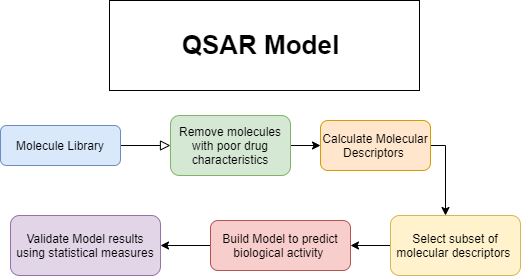 QSAR Model
Molecule Library
Remove molecules
with poor drug
characteristics
Calculate Molecular
Descriptors
Validate Model results
using statistical measures
Build Model to predict
biological activity
Select subset of
molecular descriptors